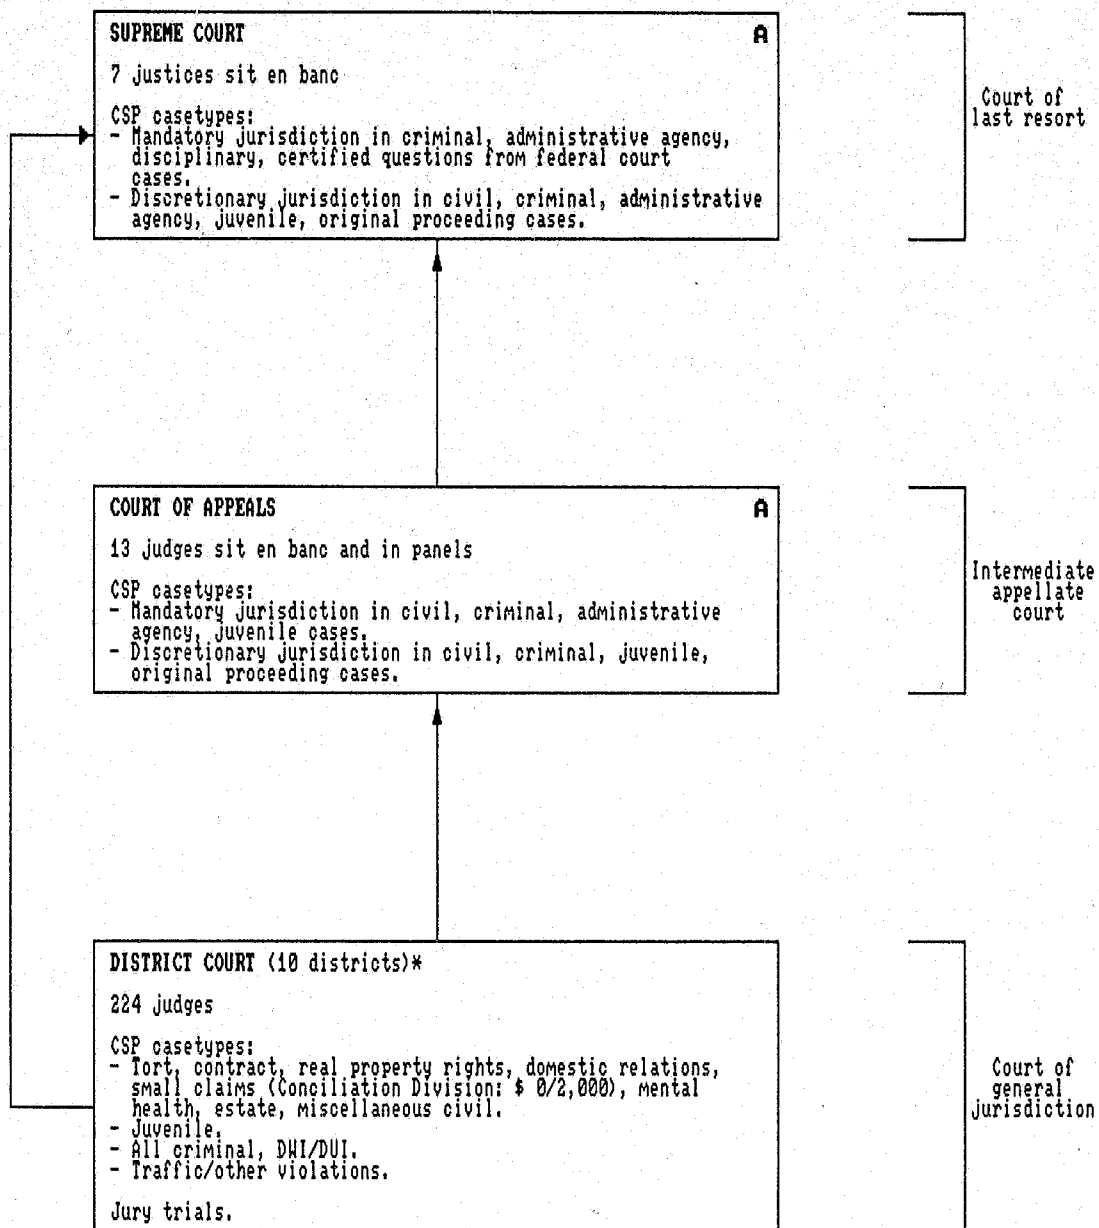 SUPREME COURT A
7 justices sit en banc
CSP casetypes:
- Mandatory jurisdiction in criminal, administrative agency,
disciplinary, certified questions from federal court
cases.
- Discretionary jurisdiction in civil, criminal, administrative
agency, juvenile, original proceeding cases.
Court of
last resort
COURT OF APPEALS A
13 judges sit en banc and in panels
CSP casetypes:
- Mandatory jurisdiction in civil, criminal, administrative
agency, juvenile cases.
- Discretionary jurisdiction in civil, criminal, juvenile,
original proceeding cases.
Intermediate
appellate
court
DISTRICT COURT (10 districts)*
224 judges
CSP casetypes:
- Tort, contract, real property rights, domestic relations,
small claims (Conciliation Division: $ 0/2,000), mental
health, estate, miscellaneous civil.
- Juvenile.
- All criminal, DWI/DUI.
- Traffic/other violations.
Jury trials.
Court of
general
jurisdiction